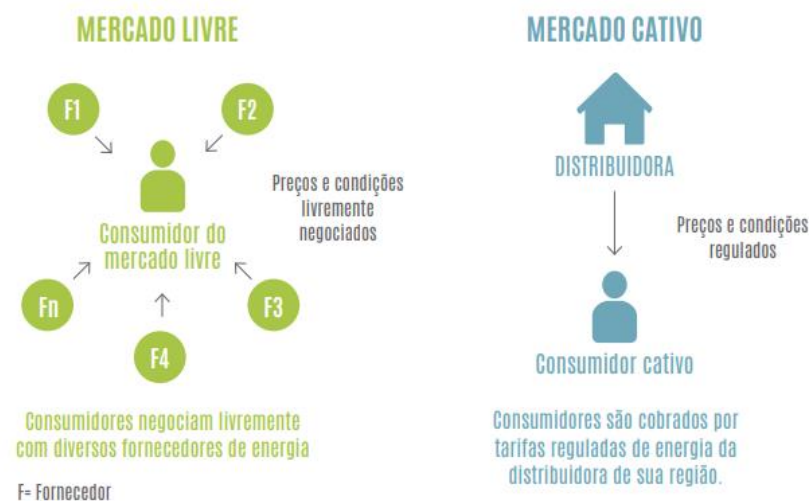 MERCADO LIVRE
F1
F2
Consumidor do
mercado livre
Preços e condições
livremente
negociados
Fn
F3
F4
Consumidores negociam livremente
com diversos fornecedores de energia
F= Fornecedor
MERCADO CATIVO
DISTRIBUIDORA
Preços e condições
regulados
Consumidor cativo
Consumidores são cobrados por
tarifas reguladas de energia da
distribuidora de sua região.